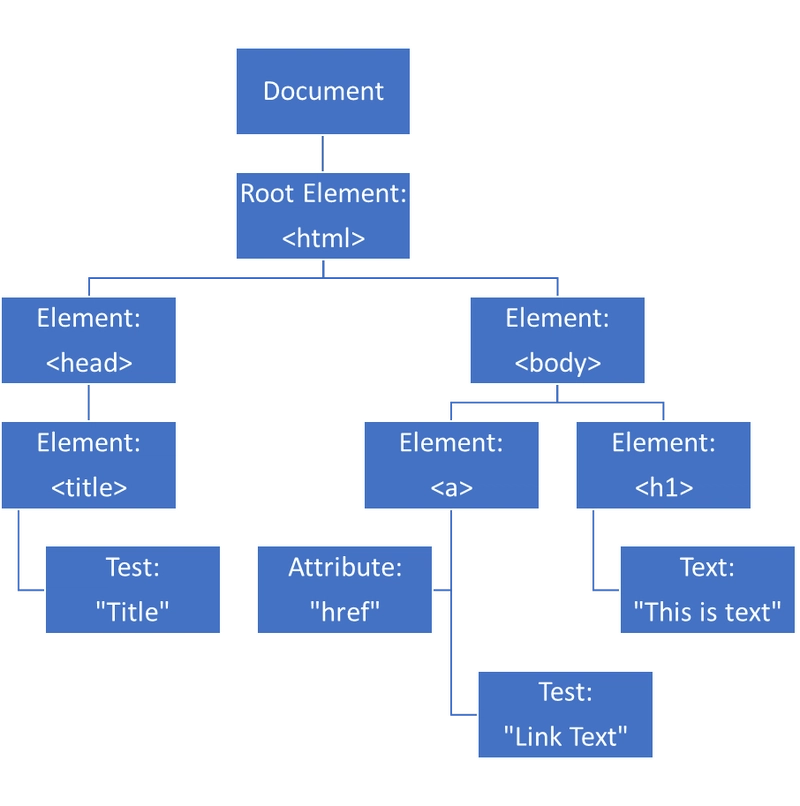 Document
Root Element:
<html>
Element:
<head>
Element:
<body>
Element:
<title>
Element:
<a>
Element:
<h1>
Test:
"Title"
Attribute:
"href"
Text:
"This is text"
Test:
"Link Text"